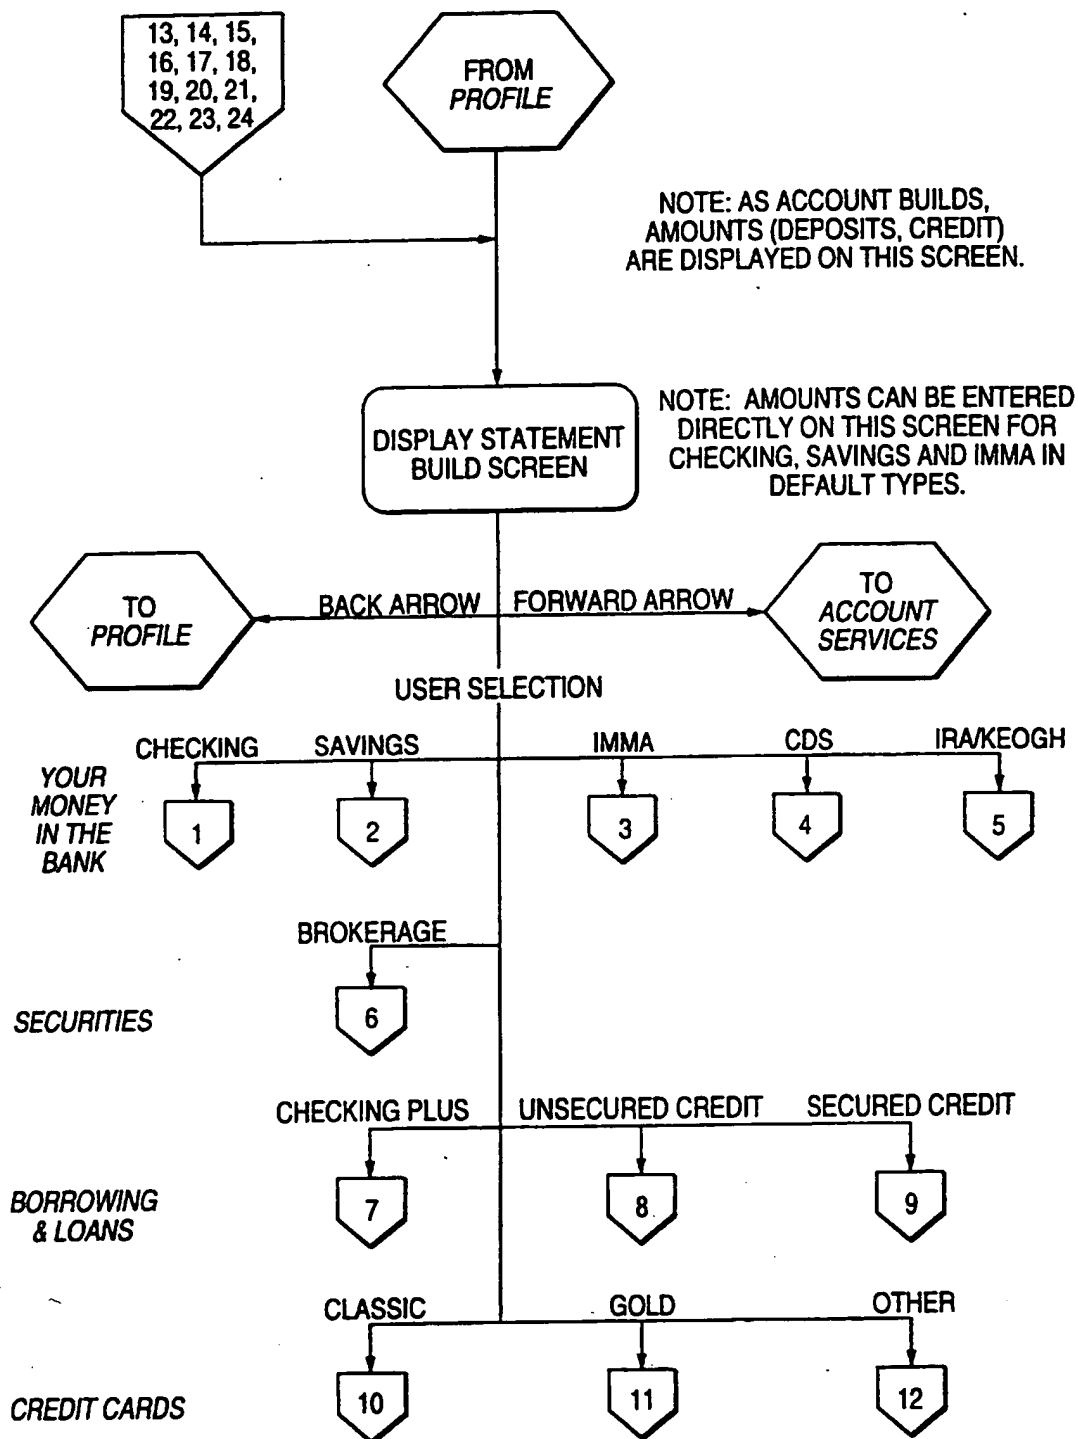 13, 14, 15,
16, 17, 18,
19, 20, 21,
22, 23, 24
FROM
PROFILE
NOTE: AS ACCOUNT BUILDS,
AMOUNTS (DEPOSITS, CREDIT)
ARE DISPLAYED ON THIS SCREEN.
DISPLAY STATEMENT
BUILD SCREEN
NOTE: AMOUNTS CAN BE ENTERED
DIRECTLY ON THIS SCREEN FOR
CHECKING, SAVINGS AND IMMA IN
DEFAULT TYPES.
TO
PROFILE
BACK ARROW
FORWARD ARROW
TO
ACCOUNT
SERVICES
USER SELECTION
YOUR
MONEY
IN THE
BANK
CHECKING
SAVINGS
IMMA
CDS
IRA/KEOGH
1
2
3
4
5
BROKERAGE
SECURITIES
6
CHECKING PLUS
UNSECURED CREDIT
SECURED CREDIT
BORROWING
& LOANS
7
8
9
CLASSIC
GOLD
OTHER
CREDIT CARDS
10
11
12